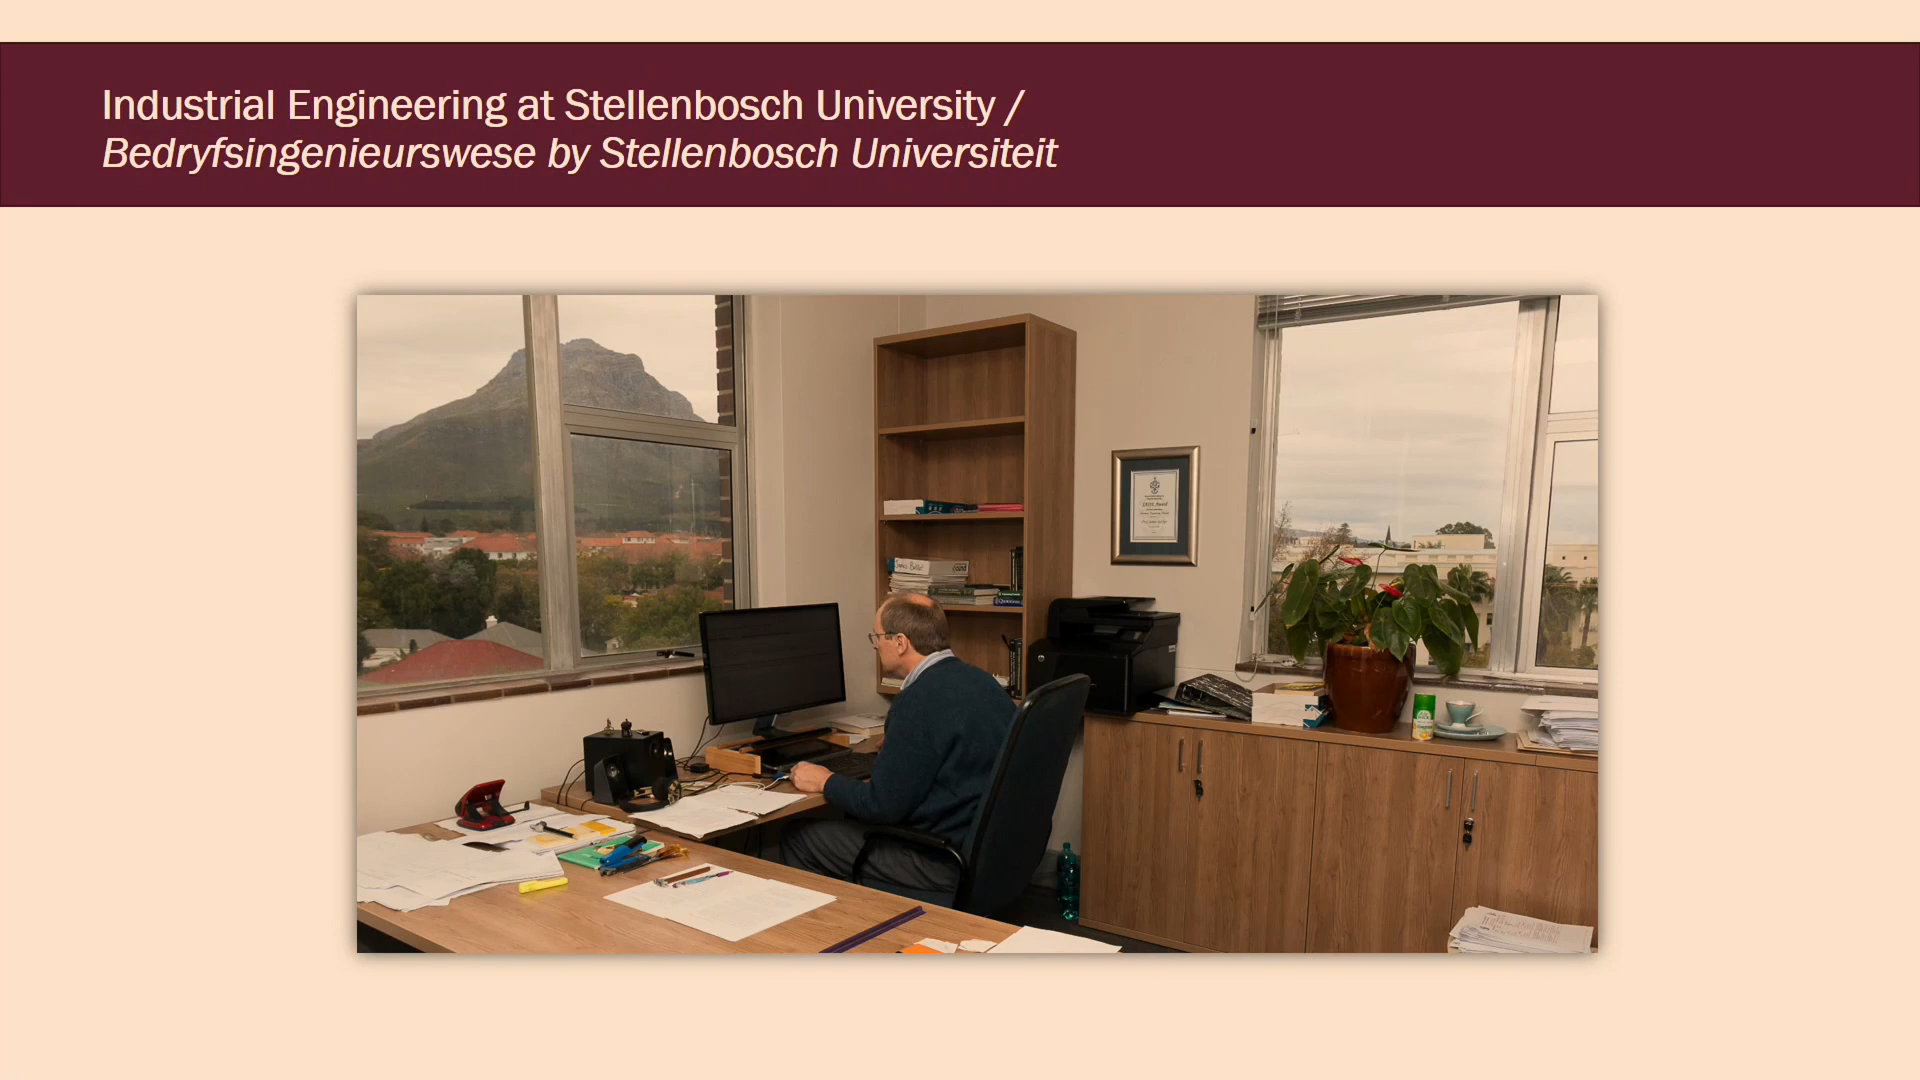 Industrial Engineering at Stellenbosch University /
Bedryfsingenieurswese by Stellenbosch Universiteit